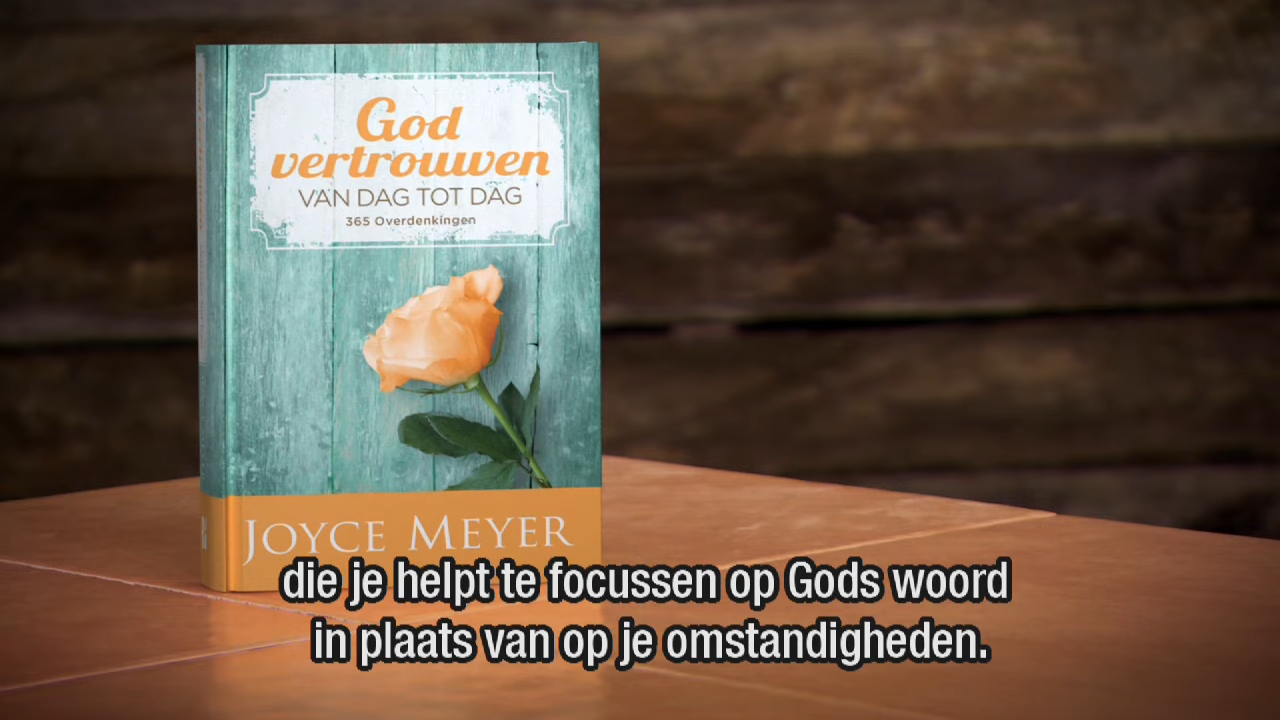 God
vertrouwen
VAN DAG TOT DAG
365 Overdenkingen
JOYCE MEYER
die je helpt te focussen op Gods woord
in plaats van op je omstandigheden.